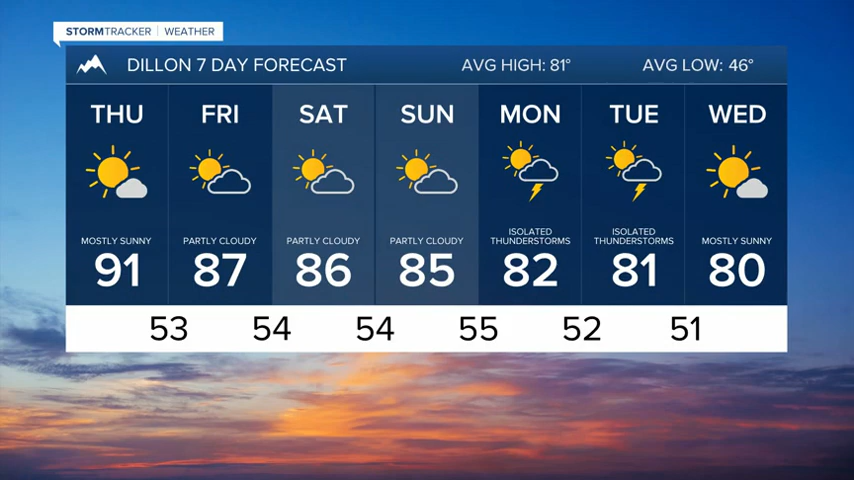 STORMTRACKER | WEATHER
DILLON 7 DAY FORECAST AVG HIGH: 81° AVG LOW: 46°
THU FRI SAT SUN MON TUE WED
MOSTLY SUNNY PARTLY CLOUDY PARTLY CLOUDY PARTLY CLOUDY ISOLATED THUNDERSTORMS ISOLATED THUNDERSTORMS MOSTLY SUNNY
91 87 86 85 82 81 80
53 54 54 55 52 51